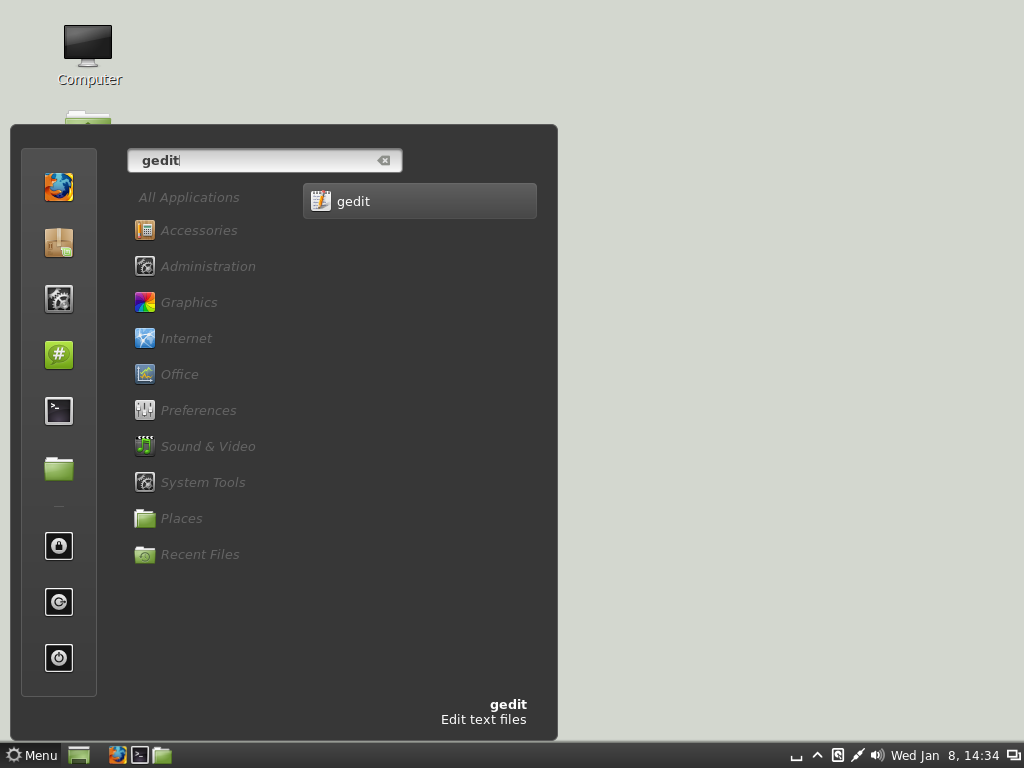 Computer
gedit
All Applications
Accessories
Administration
Graphics
Internet
Office
Preferences
Sound & Video
System Tools
Places
Recent Files
gedit
gedit
Edit text files
Menu
Wed Jan  8, 14:34